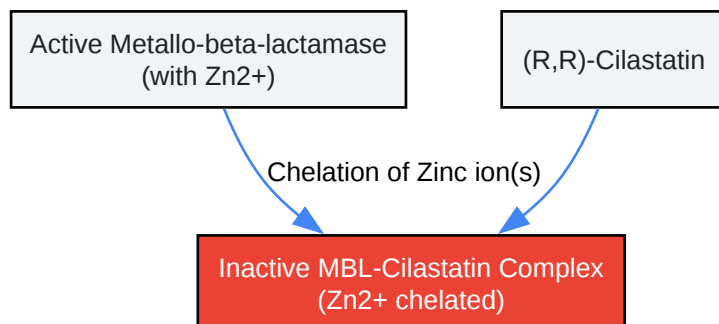 Active Metallo-beta-lactamase
(with Zn2+)
(R,R)-Cilastatin
Chelation of Zinc ion(s)
Inactive MBL-Cilastatin Complex
(Zn2+ chelated)